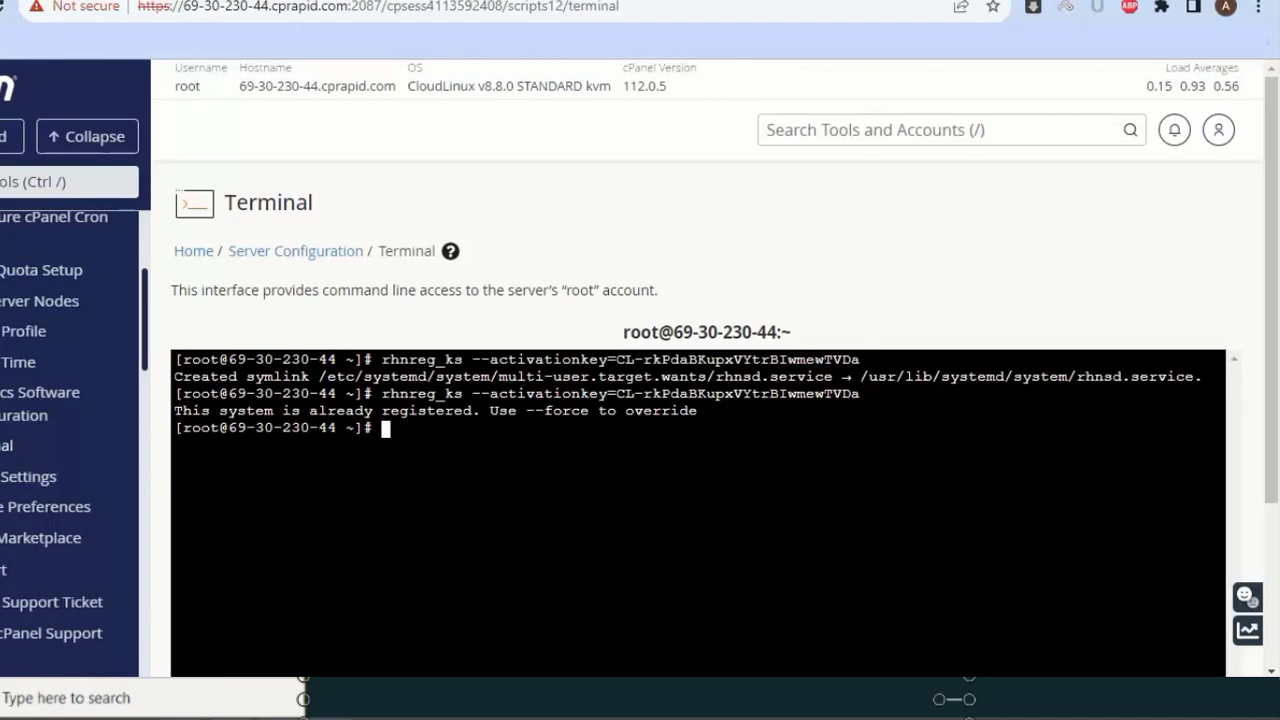 Not secure | https://69-30-230-44.cprapid.com:2087/cpsess4113592408/scripts12/terminal
ABP
A
n
Username Hostname OS cPanel Version Load Averages
root 69-30-230-44.cprapid.com CloudLinux v8.8.0 STANDARD kvm 112.0.5 0.15 0.93 0.56
d
Collapse
Search Tools and Accounts (/)
ols (Ctrl /)
ure cPanel Cron
Quota Setup
erver Nodes
Profile
Time
cs Software
uration
nal
Settings
e Preferences
Marketplace
rt
Support Ticket
cPanel Support
Terminal
Home / Server Configuration / Terminal ?
This interface provides command line access to the server’s “root” account.
root@69-30-230-44:~
[root@69-30-230-44 ~]# rhnreg_ks --activationkey=CL-rkPdaBKupxVYtrBIwmewTVDa
Created symlink /etc/systemd/system/multi-user.target.wants/rhnsd.service → /usr/lib/systemd/system/rhnsd.service.
[root@69-30-230-44 ~]# rhnreg_ks --activationkey=CL-rkPdaBKupxVYtrBIwmewTVDa
This system is already registered. Use --force to override
[root@69-30-230-44 ~]#
Type here to search